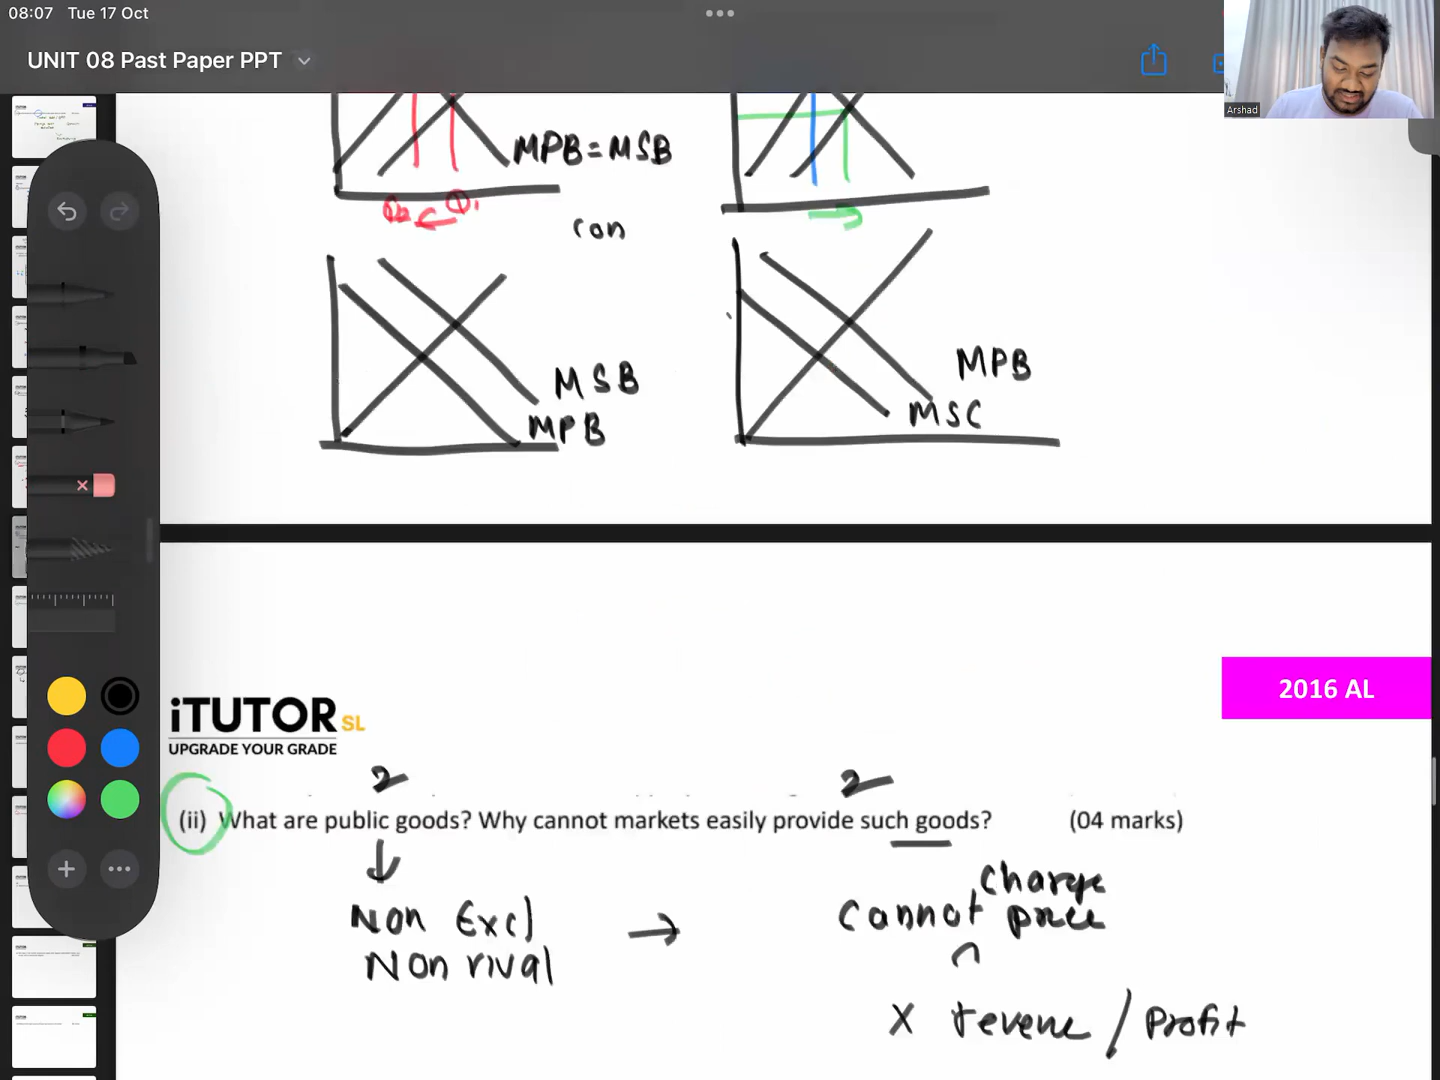 08:07 Tue 17 Oct
UNIT 08 Past Paper PPT
Arshad
MPB = MSB
Q2 Q1
con
MSB
MPB
MPB
MSC
2016 AL
iTUTOR SL
UPGRADE YOUR GRADE
2 2
(ii) What are public goods? Why cannot markets easily provide such goods? (04 marks)
Non Excl
Non rival
charge
cannot price
X revenue / Profit